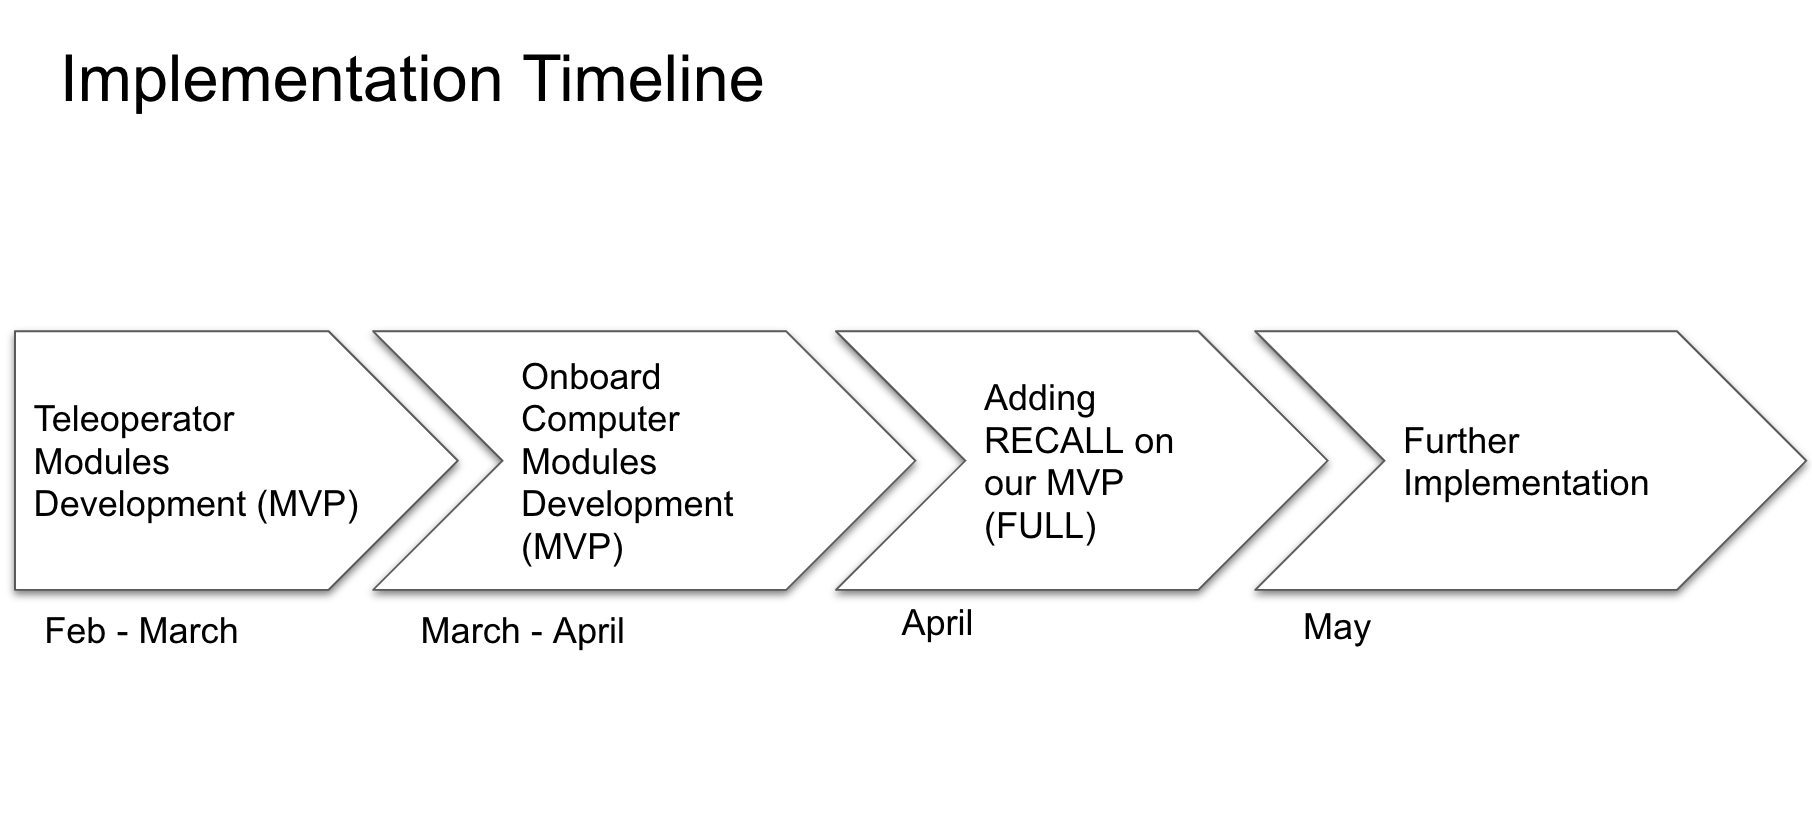 Implementation Timeline
Teleoperator
Modules
Development (MVP)
Onboard
Computer
Modules
Development
(MVP)
Adding
RECALL on
our MVP
(FULL)
Further
Implementation
Feb - March
March - April
April
May